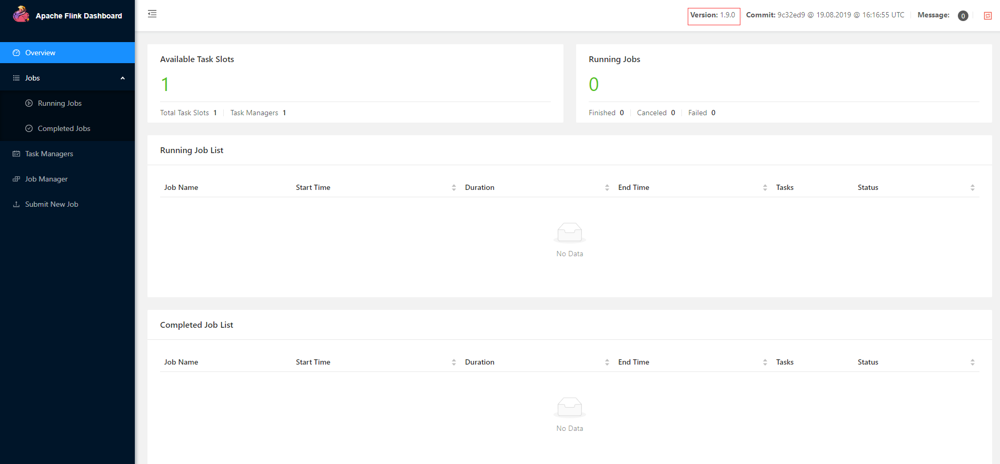 Apache Flink Dashboard
Version: 1.9.0 Commit: 9c32ed9 @ 19.08.2019 @ 16:16:55 UTC Message: 0
Overview
Jobs
Running Jobs
Completed Jobs
Task Managers
Job Manager
Submit New Job
Available Task Slots
1
Total Task Slots 1 Task Managers 1
Running Jobs
0
Finished 0 Canceled 0 Failed 0
Running Job List
Job Name Start Time Duration End Time Tasks Status
No Data
Completed Job List
Job Name Start Time Duration End Time Tasks Status
No Data